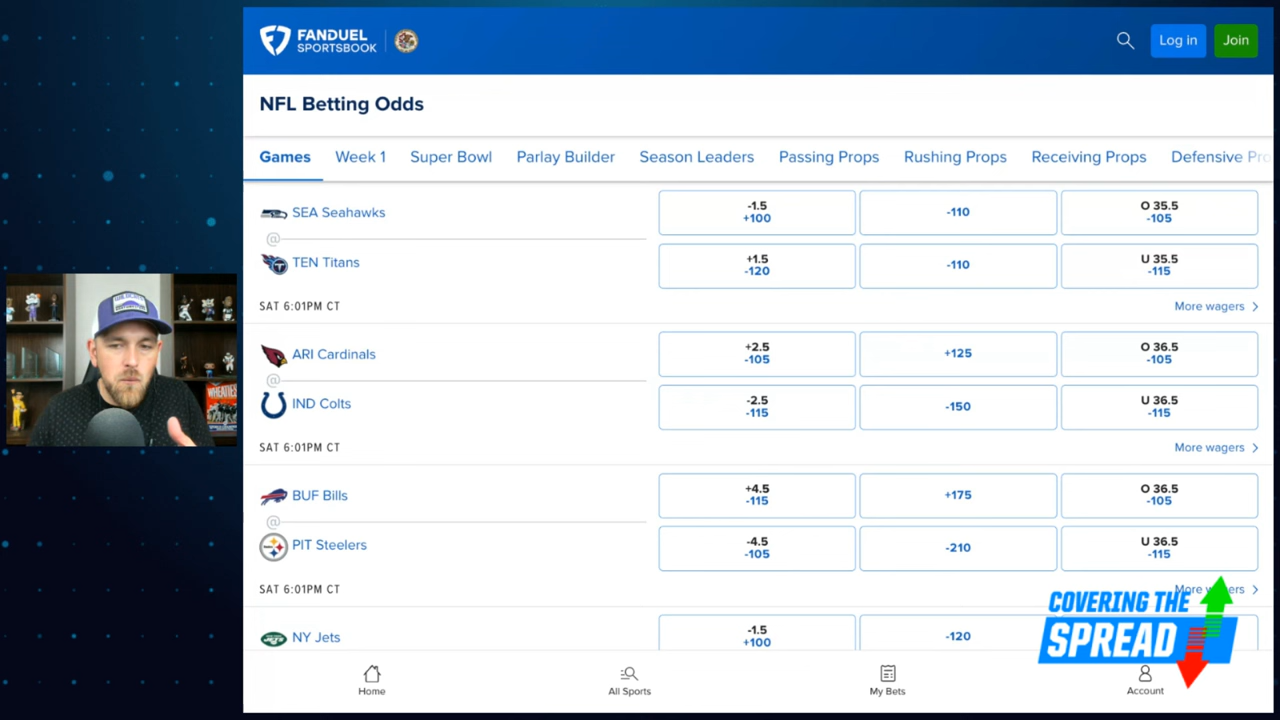 FANDUEL
SPORTSBOOK
Log in
Join
NFL Betting Odds
Games Week 1 Super Bowl Parlay Builder Season Leaders Passing Props Rushing Props Receiving Props Defensive Pro
SEA Seahawks
-1.5
+100
-110
O 35.5
-105
@
TEN Titans
+1.5
-120
-110
U 35.5
-115
SAT 6:01PM CT
More wagers
ARI Cardinals
+2.5
-105
+125
O 36.5
-105
@
IND Colts
-2.5
-115
-150
U 36.5
-115
SAT 6:01PM CT
More wagers
BUF Bills
+4.5
-115
+175
O 36.5
-105
@
PIT Steelers
-4.5
-105
-210
U 36.5
-115
SAT 6:01PM CT
More wagers
NY Jets
-1.5
+100
-120
COVERING THE
SPREAD
Home
All Sports
My Bets
Account
WHEATIES